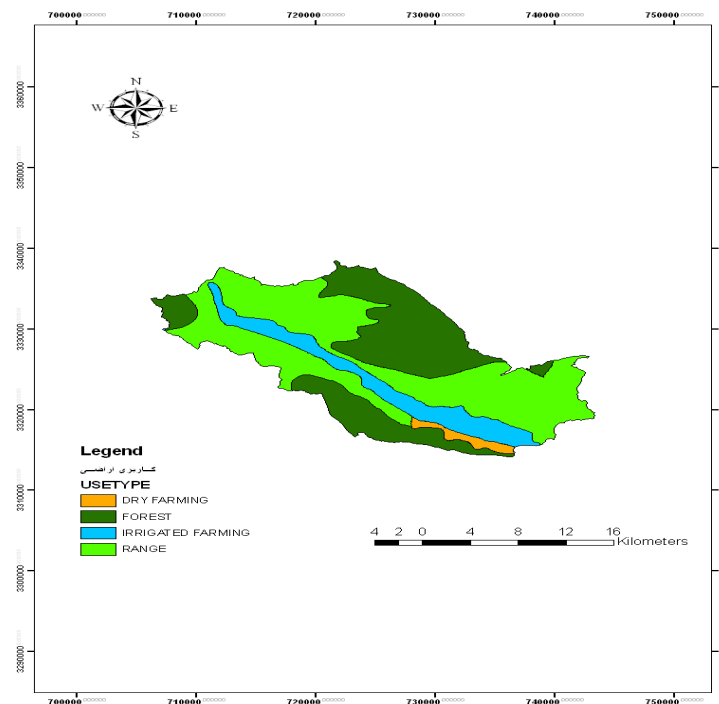 700000 710000 720000 730000 740000 750000
N
W E
S
3360000
3350000
3340000
3330000
3320000
3310000
3300000
3290000
Legend
کاربری اراضی
USETYPE
DRY FARMING
FOREST
IRRIGATED FARMING
RANGE
4 2 0 4 8 12 16
Kilometers
700000 710000 720000 730000 740000 750000